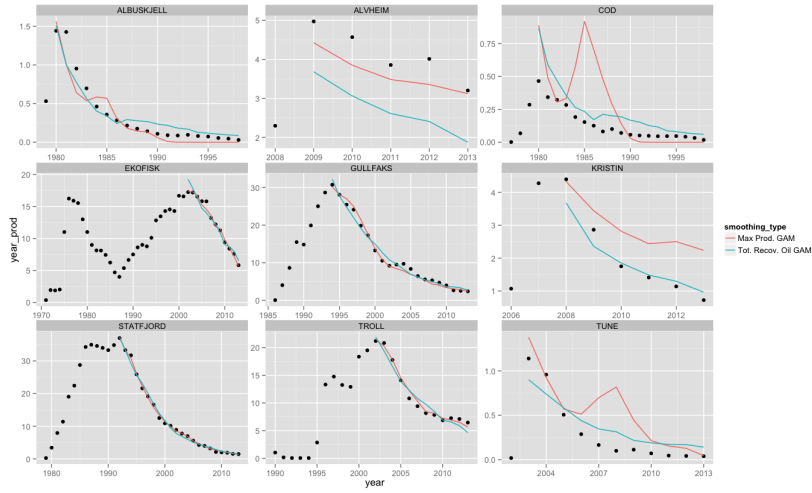 ALBUSKJELL ALVHEIM COD
1.5 5 0.75
1.0 4 0.50
0.5 3 0.25
0.0 2 0.00
1980 1985 1990 1995 2008 2009 2010 2011 2012 2013 1980 1985 1990 1995
EKOFISK GULLFAKS KRISTIN
20 30 4
15 20 3
10 10 2
5 0 1
0
1970 1980 1990 2000 2010 1985 1990 1995 2000 2005 2010 2006 2008 2010 2012
smoothing_type
Max Prod. GAM
Tot. Recov. Oil GAM
year_prod
STATFJORD TROLL TUNE
30 20 1.0
20 15 0.5
10 10 0.0
0 5
0
1980 1990 2000 2010 1990 1995 2000 2005 2010 2004 2007 2010 2013
year